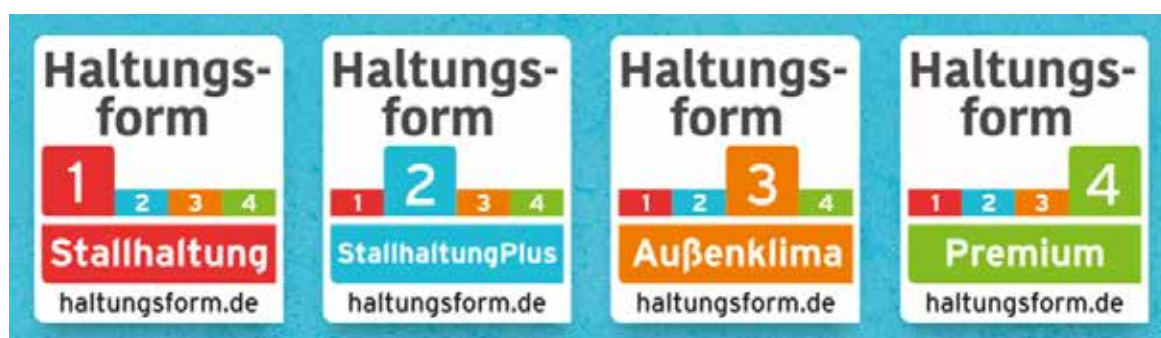 Haltungs-
form
1 2 3 4
Stallhaltung
haltungsform.de
Haltungs-
form
1 2 3 4
StallhaltungPlus
haltungsform.de
Haltungs-
form
1 2 3 4
Außenklima
haltungsform.de
Haltungs-
form
1 2 3 4
Premium
haltungsform.de